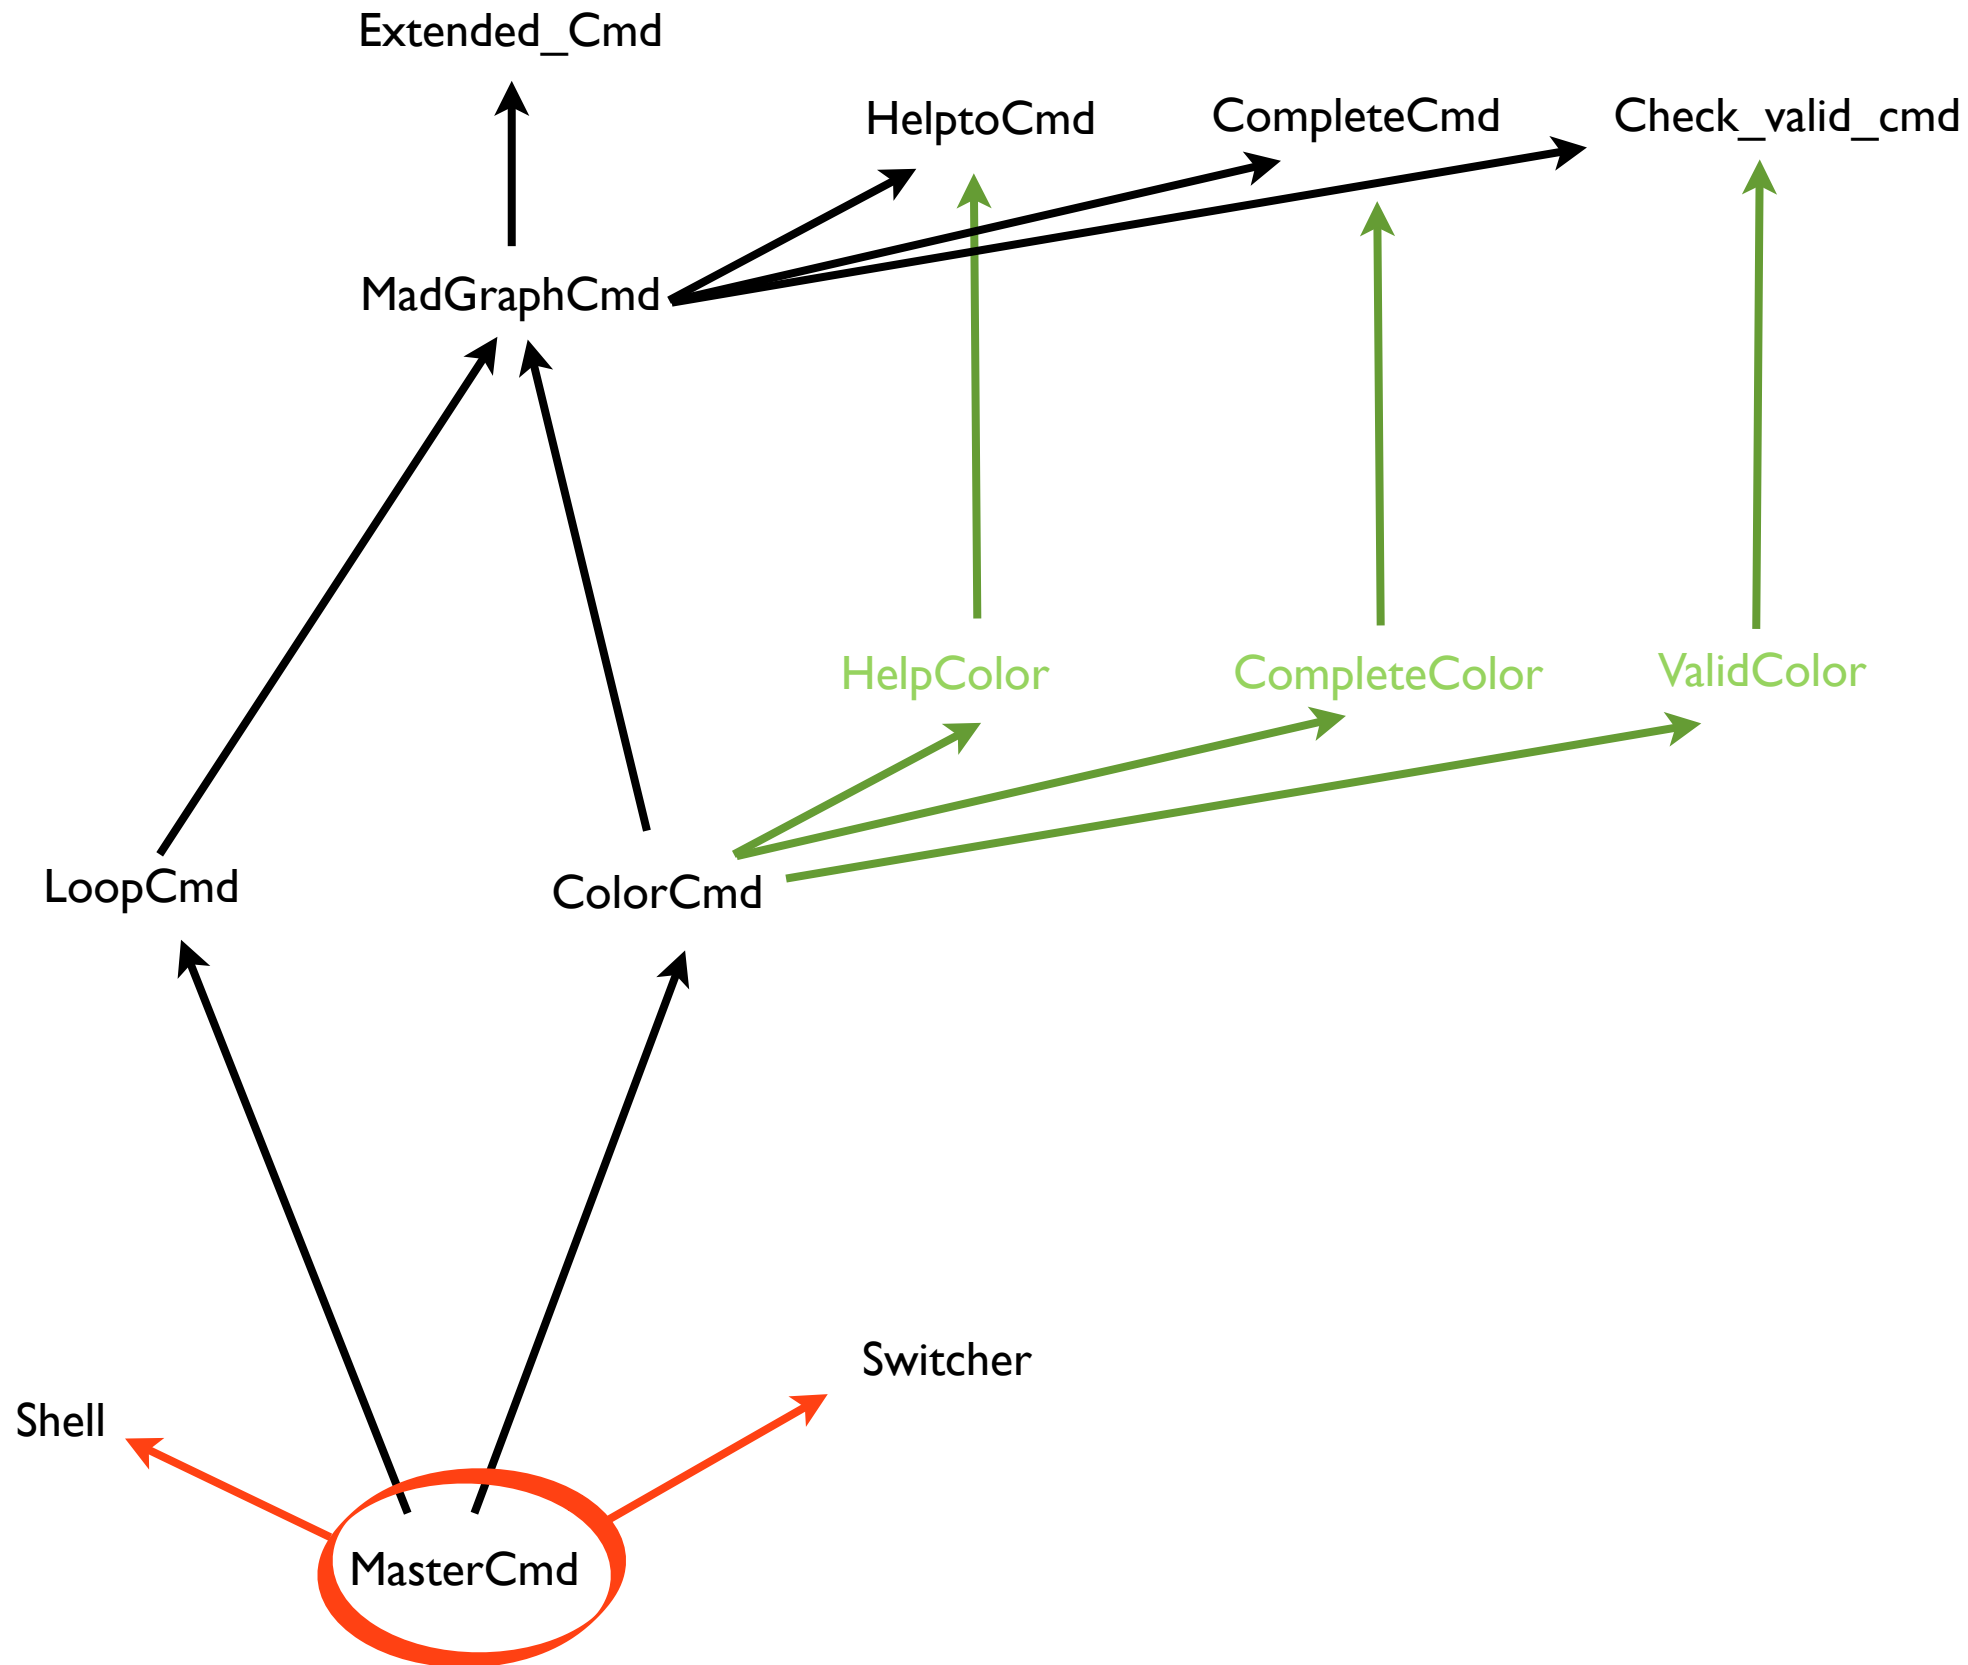 Extended_Cmd
HelptoCmd
CompleteCmd
Check_valid_cmd
MadGraphCmd
HelpColor
CompleteColor
ValidColor
LoopCmd
ColorCmd
Switcher
Shell
MasterCmd